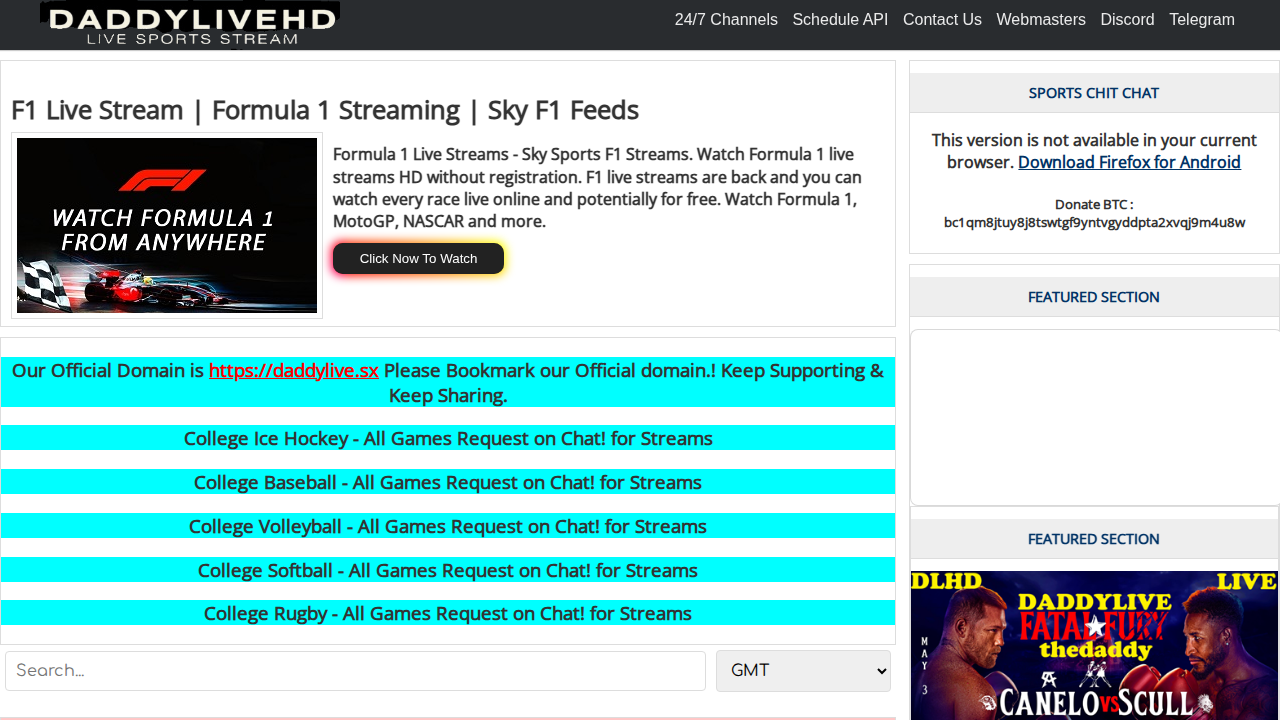 DADDYLIVEHD
LIVE SPORTS STREAM
24/7 Channels Schedule API Contact Us Webmasters Discord Telegram
F1 Live Stream | Formula 1 Streaming | Sky F1 Feeds
WATCH FORMULA 1
FROM ANYWHERE
Formula 1 Live Streams - Sky Sports F1 Streams. Watch Formula 1 live
streams HD without registration. F1 live streams are back and you can
watch every race live online and potentially for free. Watch Formula 1,
MotoGP, NASCAR and more.
Click Now To Watch
Our Official Domain is https://daddylive.sx Please Bookmark our Official domain.! Keep Supporting &
Keep Sharing.
College Ice Hockey - All Games Request on Chat! for Streams
College Baseball - All Games Request on Chat! for Streams
College Volleyball - All Games Request on Chat! for Streams
College Softball - All Games Request on Chat! for Streams
College Rugby - All Games Request on Chat! for Streams
Search...
GMT
SPORTS CHIT CHAT
This version is not available in your current
browser. Download Firefox for Android
Donate BTC :
bc1qm8jtuy8j8tswtgf9yntvgyddpta2xvqj9m4u8w
FEATURED SECTION
FEATURED SECTION
DLHD LIVE
DADDYLIVE
FATAL FURY
thedaddy
MAY 3
CANELO VS SCULL